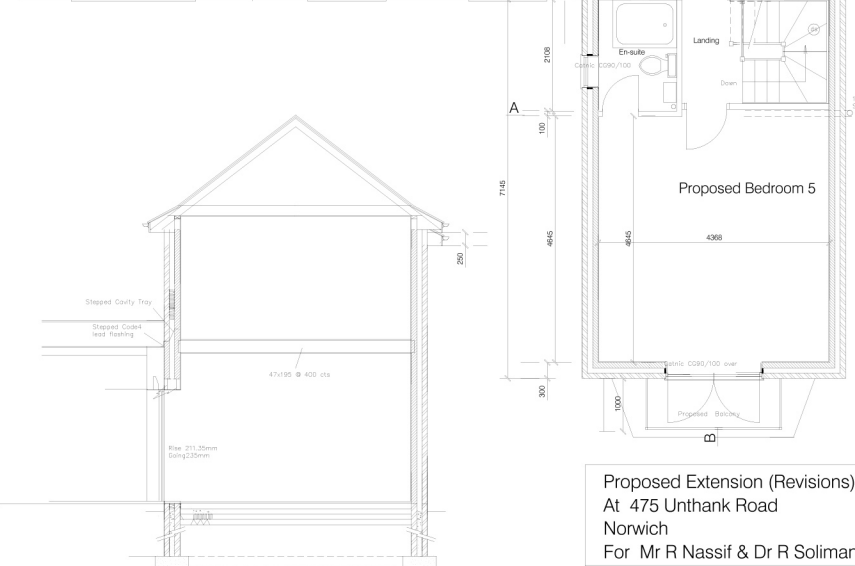 En-suite
Landing
Catnic CG90/100
Down
2108
A
100
7145
Proposed Bedroom 5
4645
4645
4368
250
Stepped Cavity Tray
Stepped Code4
lead flashing
47x195 @ 400 cts
Catnic CG90/100 over
300
1000
Proposed Balcony
B
Rise 211.35mm
Going235mm
Proposed Extension (Revisions)
At 475 Unthank Road
Norwich
For Mr R Nassif & Dr R Soliman